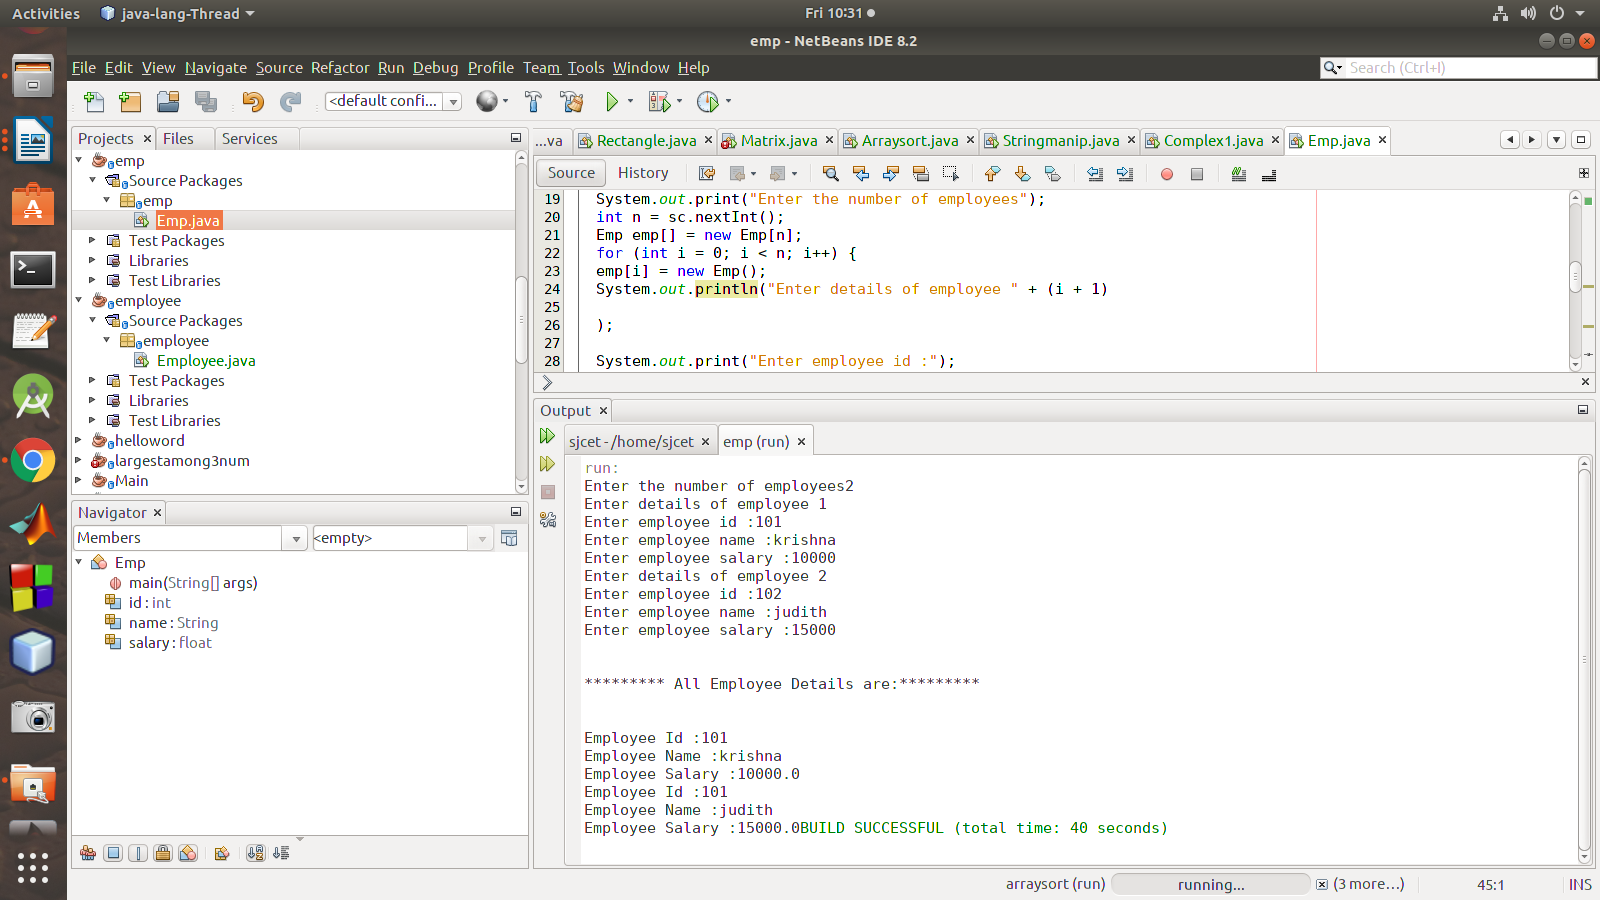 Activities java-lang-Thread Fri 10:31
emp - NetBeans IDE 8.2
File Edit View Navigate Source Refactor Run Debug Profile Team Tools Window Help Search (Ctrl+I)
<default confi...
Projects Files Services
emp
Source Packages
emp
Emp.java
Test Packages
Libraries
Test Libraries
employee
Source Packages
employee
Employee.java
Test Packages
Libraries
Test Libraries
helloword
largestamong3num
Main
Navigator
Members <empty>
Emp
main(String[] args)
id : int
name : String
salary : float
...va Rectangle.java Matrix.java Arraysort.java Stringmanip.java Complex1.java Emp.java
Source History
19 System.out.print("Enter the number of employees");
20 int n = sc.nextInt();
21 Emp emp[] = new Emp[n];
22 for (int i = 0; i < n; i++) {
23 emp[i] = new Emp();
24 System.out.println("Enter details of employee " + (i + 1)
25
26 );
27
28 System.out.print("Enter employee id :");
Output
sjcet - /home/sjcet emp (run)
run:
Enter the number of employees2
Enter details of employee 1
Enter employee id :101
Enter employee name :krishna
Enter employee salary :10000
Enter details of employee 2
Enter employee id :102
Enter employee name :judith
Enter employee salary :15000
********* All Employee Details are:*********
Employee Id :101
Employee Name :krishna
Employee Salary :10000.0
Employee Id :101
Employee Name :judith
Employee Salary :15000.0BUILD SUCCESSFUL (total time: 40 seconds)
arraysort (run) running... (3 more...) 45:1 INS